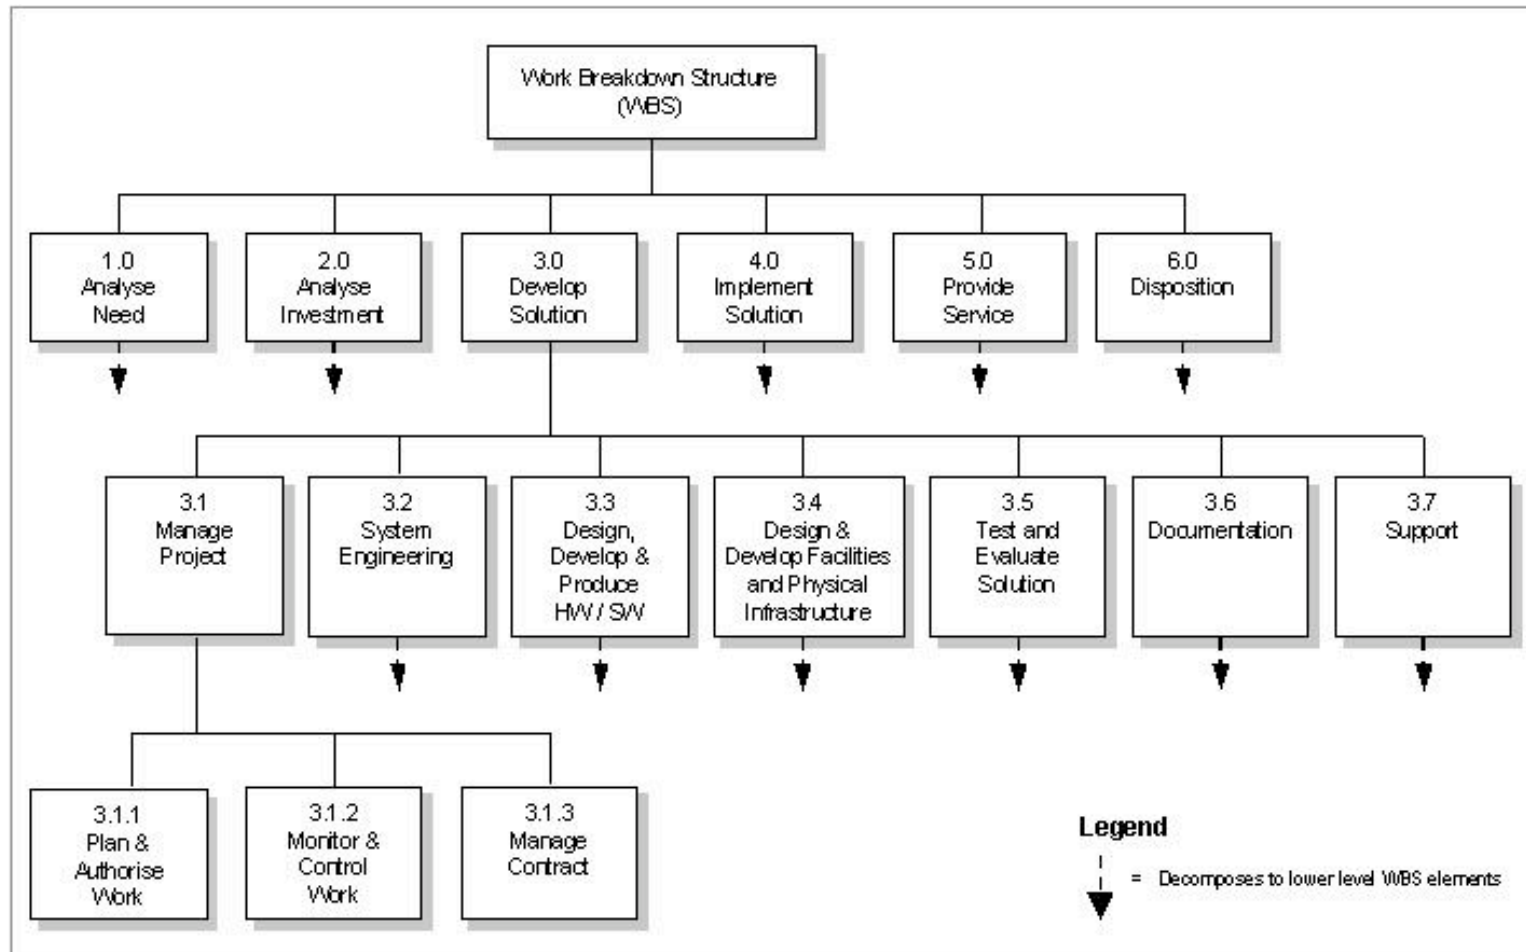 Work Breakdown Structure
(WBS)
1.0
Analyse
Need
2.0
Analyse
Investment
3.0
Develop
Solution
4.0
Implement
Solution
5.0
Provide
Service
6.0
Disposition
3.1
Manage
Project
3.2
System
Engineering
3.3
Design,
Develop &
Produce
HW / SW
3.4
Design &
Develop Facilities
and Physical
Infrastructure
3.5
Test and
Evaluate
Solution
3.6
Documentation
3.7
Support
3.1.1
Plan &
Authorise
Work
3.1.2
Monitor &
Control
Work
3.1.3
Manage
Contract
Legend
= Decomposes to lower level WBS elements